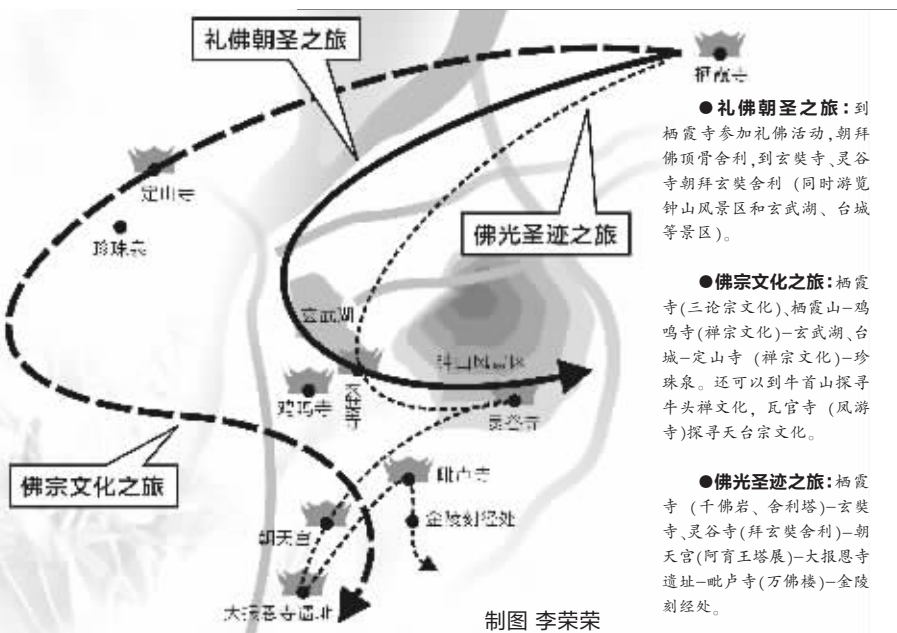 礼佛朝圣之旅
栖霞寺
定山寺
珍珠泉
佛光圣迹之旅
玄武湖
钟山风景区
鸡鸣寺
玄奘寺
灵谷寺
佛宗文化之旅
毗卢寺
金陵刻经处
朝天宫
大报恩寺遗址
制图 李荣荣
●礼佛朝圣之旅:到
栖霞寺参加礼佛活动,朝拜
佛顶骨舍利,到玄奘寺、灵谷
寺朝拜玄奘舍利 (同时游览
钟山风景区和玄武湖、台城
等景区)。
●佛宗文化之旅:栖霞
寺(三论宗文化)、栖霞山-鸡
鸣寺(禅宗文化)-玄武湖、台
城-定山寺 (禅宗文化)-珍
珠泉。还可以到牛首山探寻
牛头禅文化, 瓦官寺 (凤游
寺)探寻天台宗文化。
●佛光圣迹之旅:栖霞
寺 (千佛岩、舍利塔)-玄奘
寺、灵谷寺(拜玄奘舍利)-朝
天宫(阿育王塔展)-大报恩寺
遗址-毗卢寺(万佛楼)-金陵
刻经处。